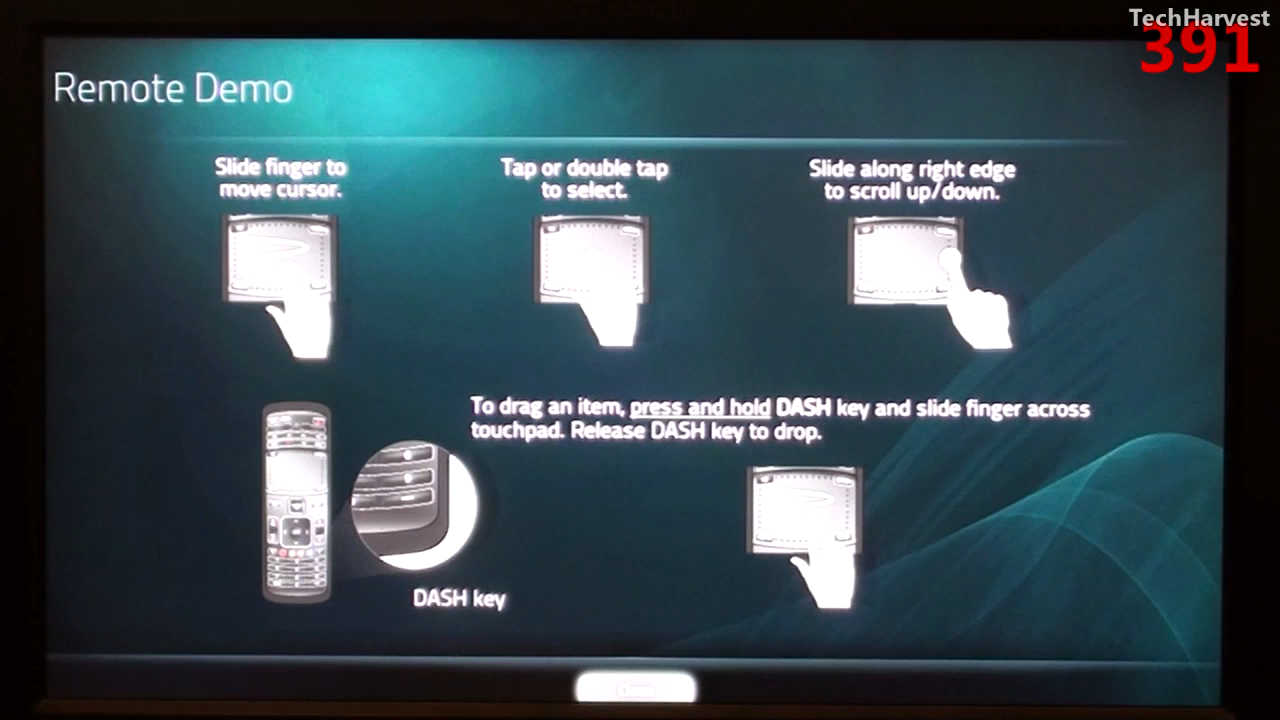 TechHarvest
391
Remote Demo
Slide finger to
move cursor.
Tap or double tap
to select.
Slide along right edge
to scroll up/down.
To drag an item, press and hold DASH key and slide finger across
touchpad. Release DASH key to drop.
DASH key